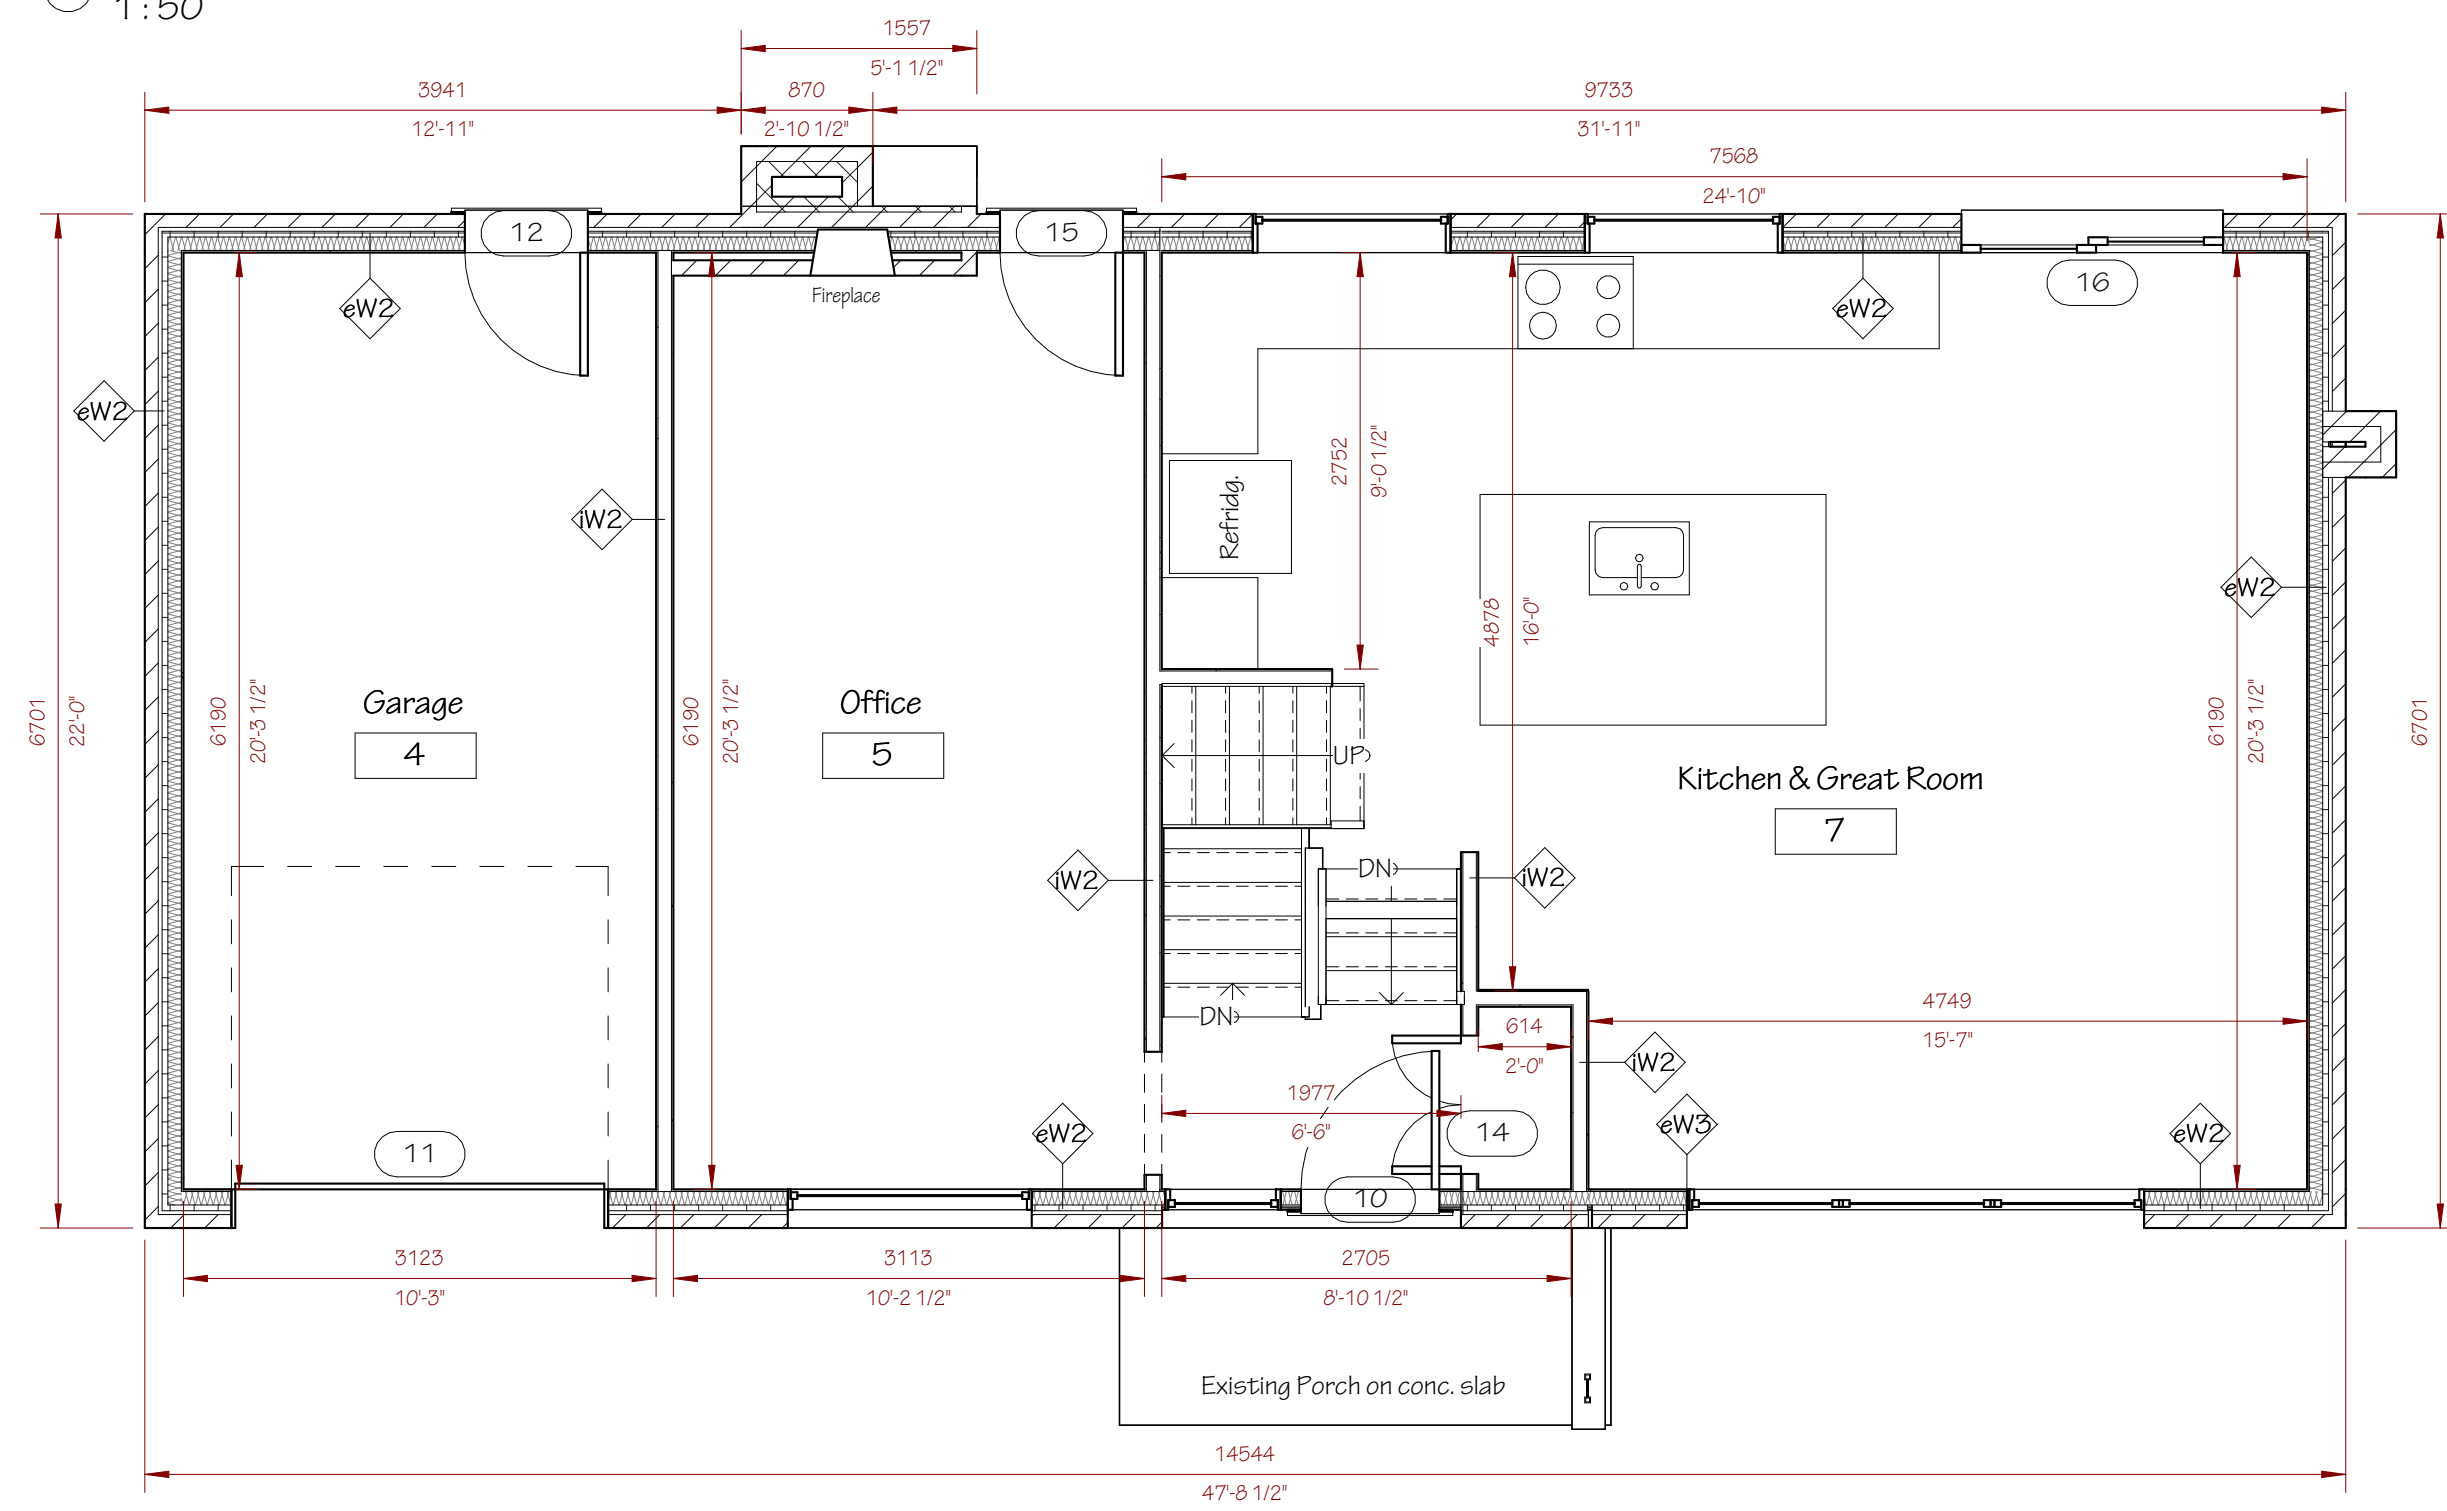 1 : 50
1557
5'-1 1/2"
3941
870
9733
12'-11"
2'-10 1/2"
31'-11"
7568
24'-10"
12
15
16
Fireplace
eW2
eW2
eW2
iW2
2752
9'-0 1/2"
Refridg.
4878
16'-0"
eW2
6701
22'-0"
6190
20'-3 1/2"
Garage
4
6190
20'-3 1/2"
Office
5
UP
Kitchen & Great Room
7
6190
20'-3 1/2"
6701
iW2
DN
iW2
DN
4749
15'-7"
614
2'-0"
iW2
1977
6'-6"
11
eW2
14
eW3
eW2
10
3123
10'-3"
3113
10'-2 1/2"
2705
8'-10 1/2"
Existing Porch on conc. slab
14544
47'-8 1/2"